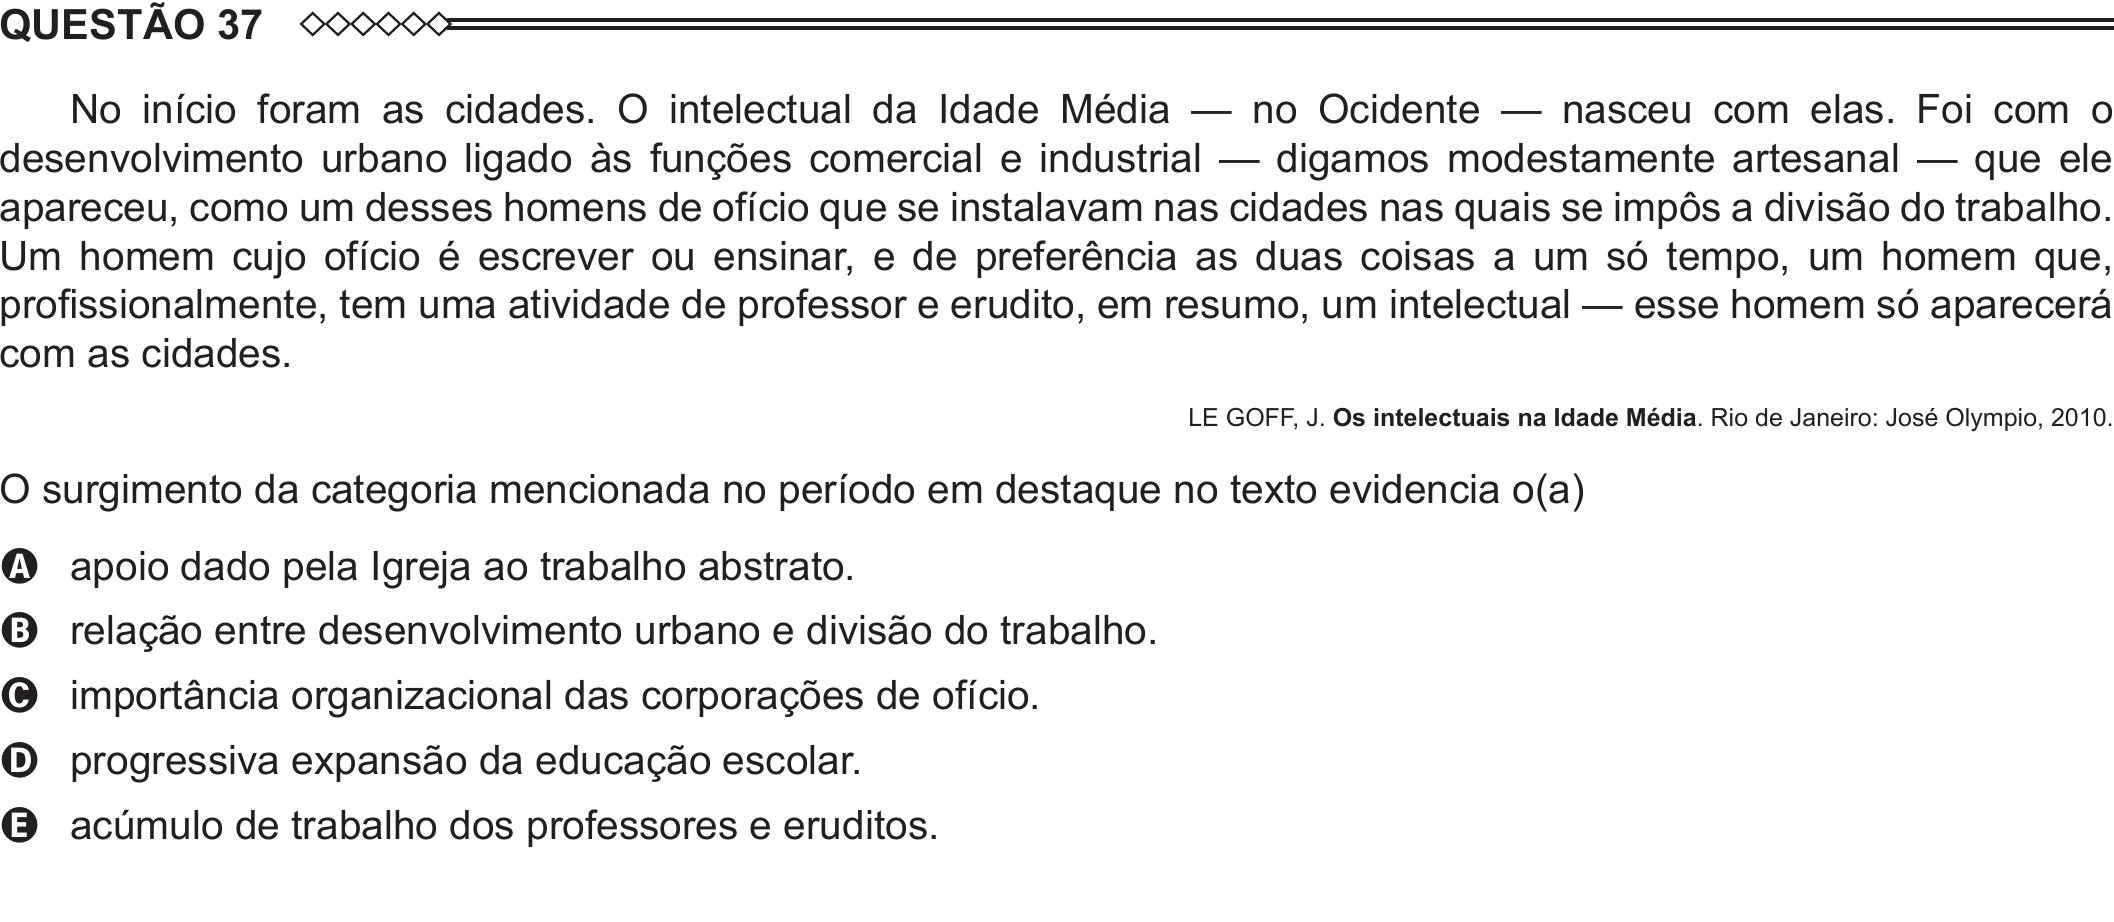 QUESTÃO 37
No início foram as cidades. O intelectual da Idade Média — no Ocidente — nasceu com elas. Foi com o
desenvolvimento urbano ligado às funções comercial e industrial — digamos modestamente artesanal — que ele
apareceu, como um desses homens de ofício que se instalavam nas cidades nas quais se impôs a divisão do trabalho.
Um homem cujo ofício é escrever ou ensinar, e de preferência as duas coisas a um só tempo, um homem que,
profissionalmente, tem uma atividade de professor e erudito, em resumo, um intelectual — esse homem só aparecerá
com as cidades.
LE GOFF, J. Os intelectuais na Idade Média. Rio de Janeiro: José Olympio, 2010.
O surgimento da categoria mencionada no período em destaque no texto evidencia o(a)
A apoio dado pela Igreja ao trabalho abstrato.
B relação entre desenvolvimento urbano e divisão do trabalho.
C importância organizacional das corporações de ofício.
D progressiva expansão da educação escolar.
E acúmulo de trabalho dos professores e eruditos.